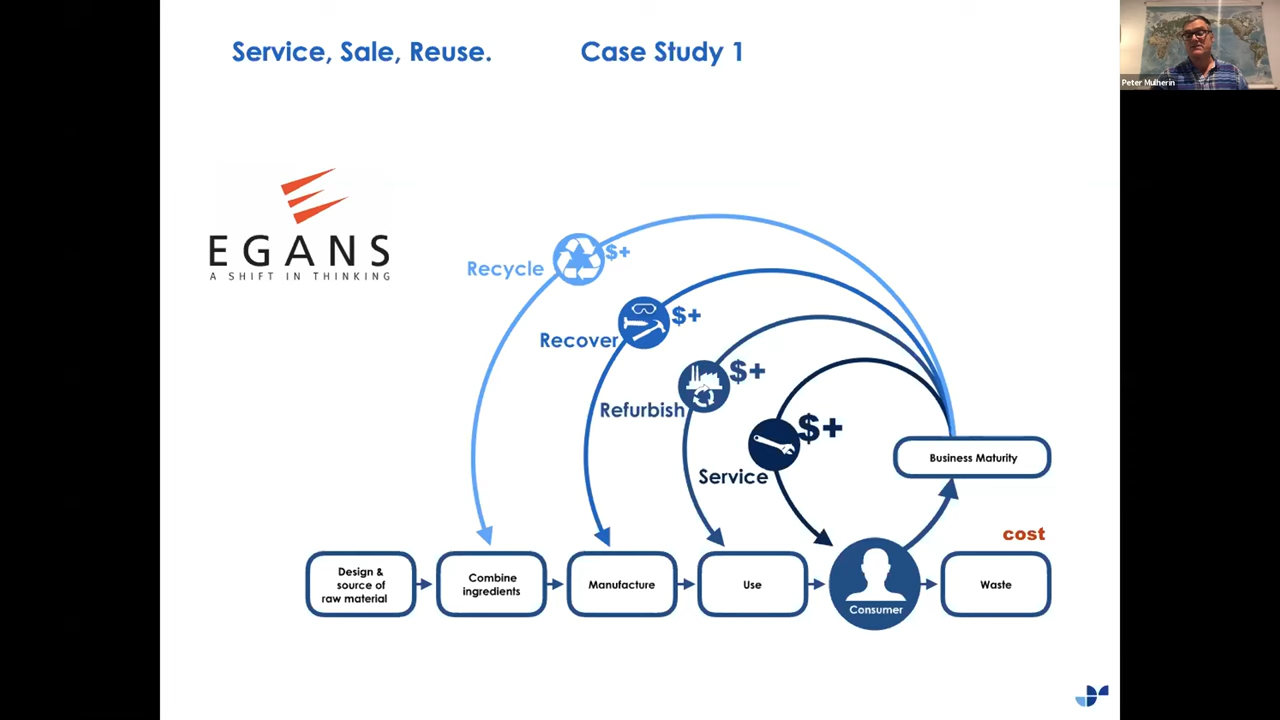 Service, Sale, Reuse.
Case Study 1
Peter Mulherin
EGANS
A SHIFT IN THINKING
Recycle
$+
Recover
$+
Refurbish
$+
Service
$+
Business Maturity
cost
Design &
source of
raw material
Combine
ingredients
Manufacture
Use
Consumer
Waste